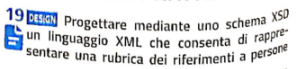 19 DESIGN Progettare mediante uno schema XSD
un linguaggio XML che consenta di rappre-
sentare una rubrica dei riferimenti a persone